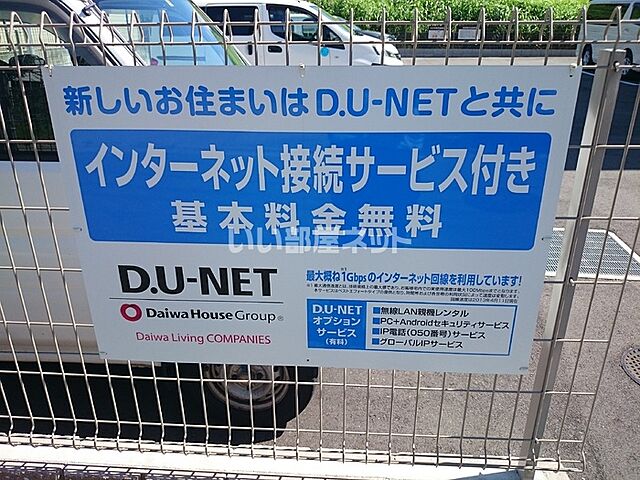 新しいお住まいは D.U-NETと共に
インターネット接続サービス付き
基本料金無料
いい部屋ネット
D.U-NET
Daiwa House Group®
Daiwa Living COMPANIES
最大概ね1Gbpsのインターネット回線を利用しています!
D.U-NET
オプション
サービス
(有料)
■無線LAN親機レンタル
■PC+Androidセキュリティサービス
■IP電話(050番号)サービス
■グローバルIPサービス